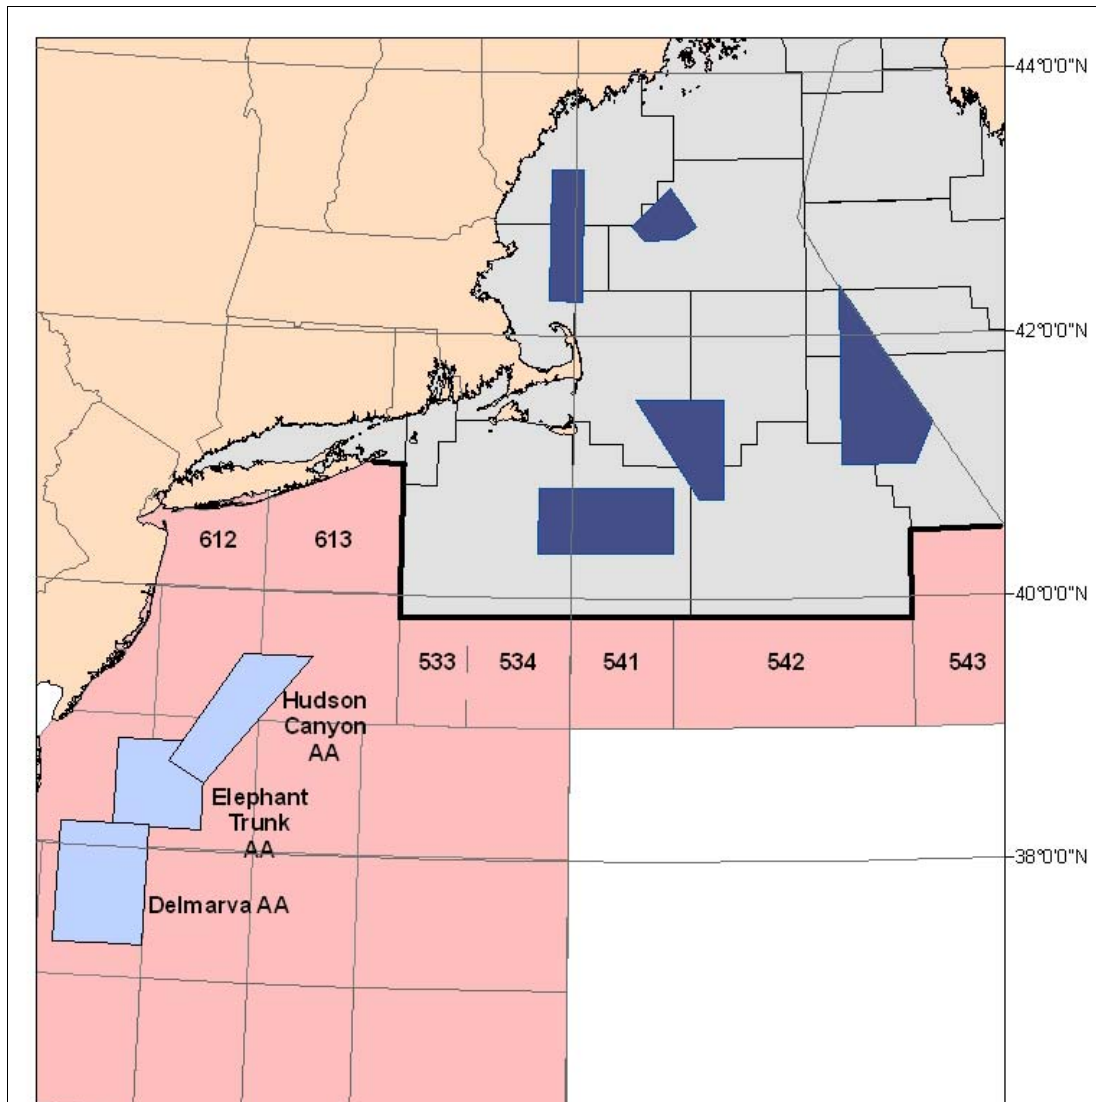 44°0'0"N
42°0'0"N
612
613
40°0'0"N
533
534
541
542
543
Hudson
Canyon
AA
Elephant
Trunk
AA
38°0'0"N
Delmarva AA